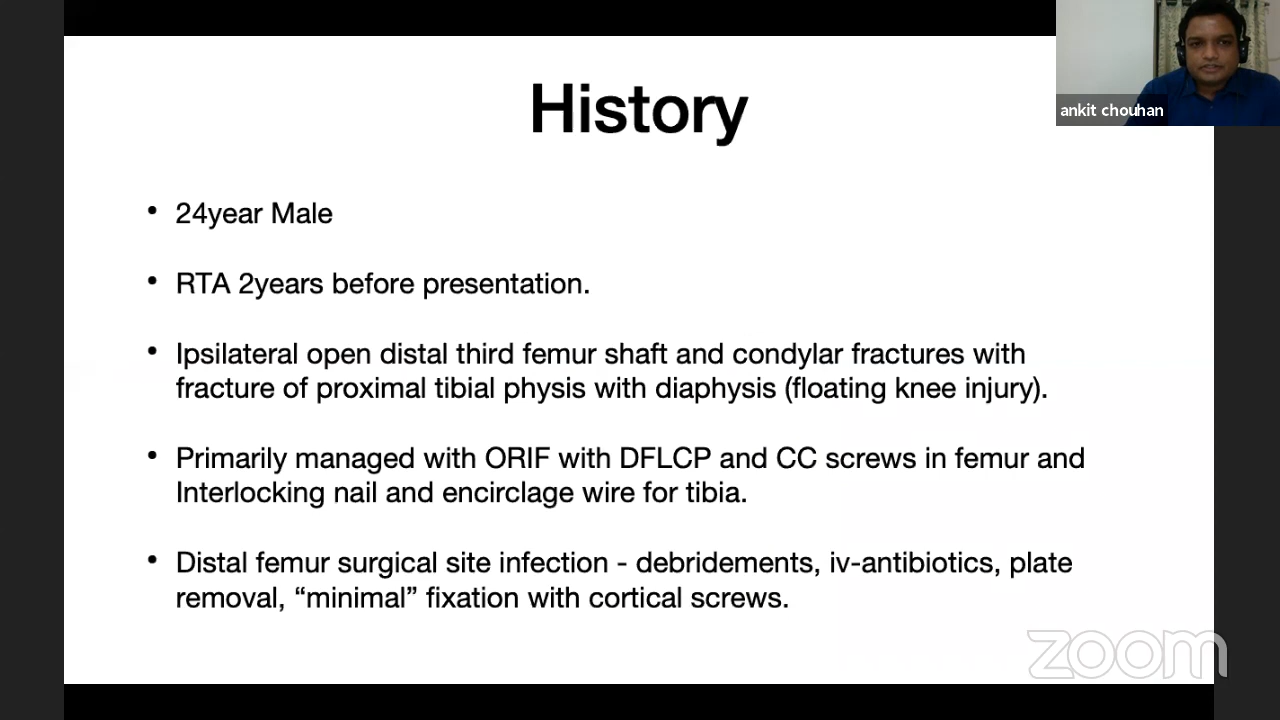 History
ankit chouhan
• 24year Male
• RTA 2years before presentation.
• Ipsilateral open distal third femur shaft and condylar fractures with
fracture of proximal tibial physis with diaphysis (floating knee injury).
• Primarily managed with ORIF with DFLCP and CC screws in femur and
Interlocking nail and encirclage wire for tibia.
• Distal femur surgical site infection - debridements, iv-antibiotics, plate
removal, “minimal” fixation with cortical screws.
zoom